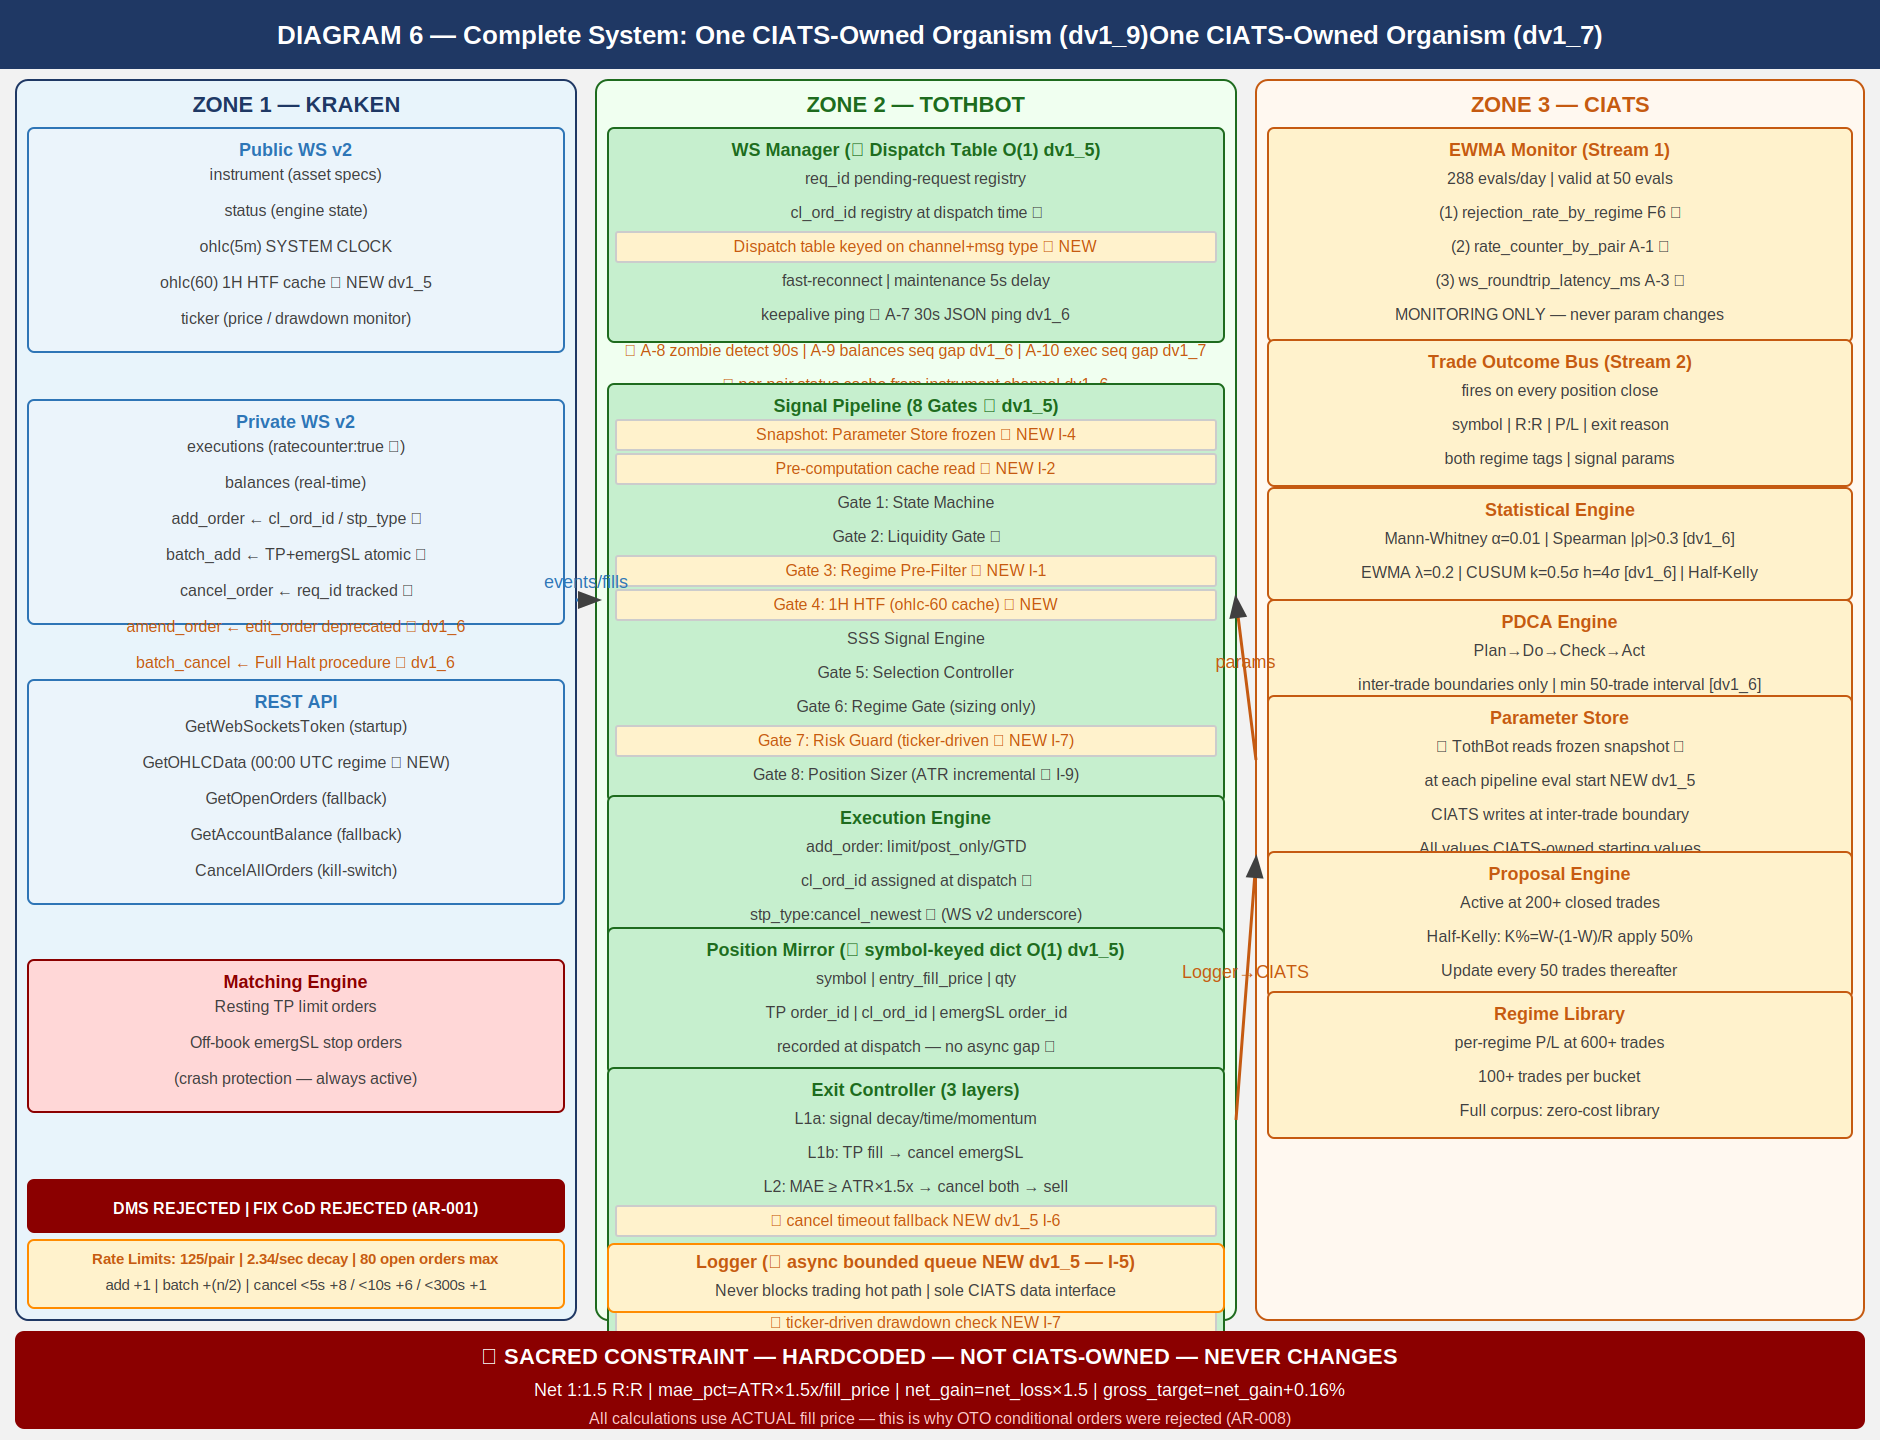 DIAGRAM 6 — Complete System: One CIATS-Owned Organism (dv1_9)One CIATS-Owned Organism (dv1_7)
ZONE 1 — KRAKEN
Public WS v2
instrument (asset specs)
status (engine state)
ohlc(5m) SYSTEM CLOCK
ohlc(60) 1H HTF cache ▯ NEW dv1_5
ticker (price / drawdown monitor)
Private WS v2
executions (ratecounter:true ▯)
balances (real-time)
add_order ← cl_ord_id / stp_type ▯
batch_add ← TP+emergSL atomic ▯
cancel_order ← req_id tracked ▯
amend_order ← edit_order deprecated ▯ dv1_6
batch_cancel ← Full Halt procedure ▯ dv1_6
REST API
GetWebSocketsToken (startup)
GetOHLCData (00:00 UTC regime ▯ NEW)
GetOpenOrders (fallback)
GetAccountBalance (fallback)
CancelAllOrders (kill-switch)
Matching Engine
Resting TP limit orders
Off-book emergSL stop orders
(crash protection — always active)
DMS REJECTED | FIX CoD REJECTED (AR-001)
Rate Limits: 125/pair | 2.34/sec decay | 80 open orders max
add +1 | batch +(n/2) | cancel <5s +8 / <10s +6 / <300s +1
events/fills
ZONE 2 — TOTHBOT
WS Manager (▯ Dispatch Table O(1) dv1_5)
req_id pending-request registry
cl_ord_id registry at dispatch time ▯
Dispatch table keyed on channel+msg type ▯ NEW
fast-reconnect | maintenance 5s delay
keepalive ping ▯ A-7 30s JSON ping dv1_6
▯ A-8 zombie detect 90s | A-9 balances seq gap dv1_6 | A-10 exec seq gap dv1_7
▯ per-pair status cache from instrument channel dv1_6
Signal Pipeline (8 Gates ▯ dv1_5)
Snapshot: Parameter Store frozen ▯ NEW I-4
Pre-computation cache read ▯ NEW I-2
Gate 1: State Machine
Gate 2: Liquidity Gate ▯
Gate 3: Regime Pre-Filter ▯ NEW I-1
Gate 4: 1H HTF (ohlc-60 cache) ▯ NEW
SSS Signal Engine
Gate 5: Selection Controller
Gate 6: Regime Gate (sizing only)
Gate 7: Risk Guard (ticker-driven ▯ NEW I-7)
Gate 8: Position Sizer (ATR incremental ▯ I-9)
Execution Engine
add_order: limit/post_only/GTD
cl_ord_id assigned at dispatch ▯
stp_type:cancel_newest ▯ (WS v2 underscore)
Position Mirror (▯ symbol-keyed dict O(1) dv1_5)
symbol | entry_fill_price | qty
TP order_id | cl_ord_id | emergSL order_id
recorded at dispatch — no async gap ▯
Exit Controller (3 layers)
L1a: signal decay/time/momentum
L1b: TP fill → cancel emergSL
L2: MAE ≥ ATR×1.5x → cancel both → sell
▯ cancel timeout fallback NEW dv1_5 I-6
Logger (▯ async bounded queue NEW dv1_5 — I-5)
Never blocks trading hot path | sole CIATS data interface
▯ ticker-driven drawdown check NEW I-7
params
Logger→CIATS
ZONE 3 — CIATS
EWMA Monitor (Stream 1)
288 evals/day | valid at 50 evals
(1) rejection_rate_by_regime F6 ▯
(2) rate_counter_by_pair A-1 ▯
(3) ws_roundtrip_latency_ms A-3 ▯
MONITORING ONLY — never param changes
Trade Outcome Bus (Stream 2)
fires on every position close
symbol | R:R | P/L | exit reason
both regime tags | signal params
Statistical Engine
Mann-Whitney α=0.01 | Spearman |ρ|>0.3 [dv1_6]
EWMA λ=0.2 | CUSUM k=0.5σ h=4σ [dv1_6] | Half-Kelly
PDCA Engine
Plan→Do→Check→Act
inter-trade boundaries only | min 50-trade interval [dv1_6]
Parameter Store
▯ TothBot reads frozen snapshot ▯
at each pipeline eval start NEW dv1_5
CIATS writes at inter-trade boundary
All values CIATS-owned starting values
Proposal Engine
Active at 200+ closed trades
Half-Kelly: K%=W-(1-W)/R apply 50%
Update every 50 trades thereafter
Regime Library
per-regime P/L at 600+ trades
100+ trades per bucket
Full corpus: zero-cost library
▯ SACRED CONSTRAINT — HARDCODED — NOT CIATS-OWNED — NEVER CHANGES
Net 1:1.5 R:R | mae_pct=ATR×1.5x/fill_price | net_gain=net_loss×1.5 | gross_target=net_gain+0.16%
All calculations use ACTUAL fill price — this is why OTO conditional orders were rejected (AR-008)